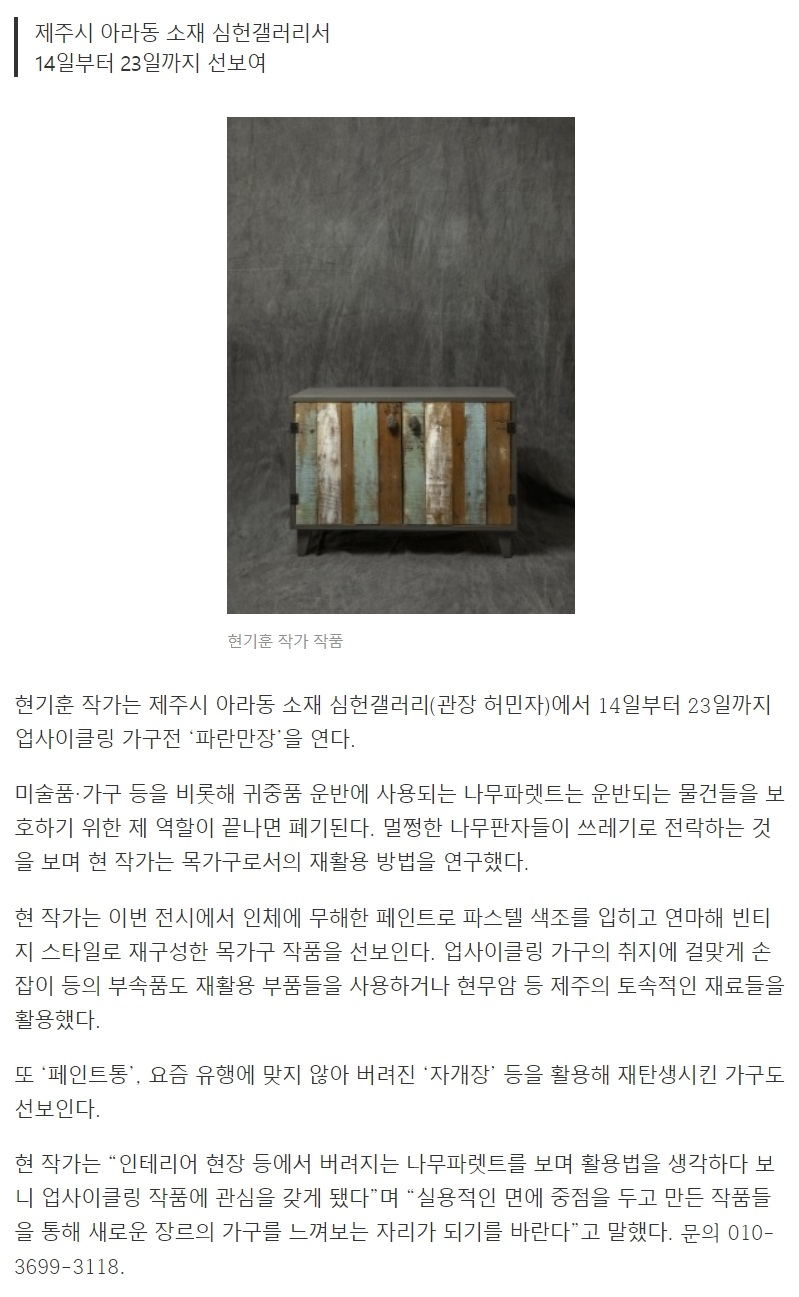 제주시 아라동 소재 심헌갤러리서
14일부터 23일까지 선보여
현기훈 작가 작품
현기훈 작가는 제주시 아라동 소재 심헌갤러리(관장 허민자)에서 14일부터 23일까지
업사이클링 가구전 ‘파란만장’을 연다.
미술품·가구 등을 비롯해 귀중품 운반에 사용되는 나무파렛트는 운반되는 물건들을 보
호하기 위한 제 역할이 끝나면 폐기된다. 멀쩡한 나무판자들이 쓰레기로 전락하는 것
을 보며 현 작가는 목가구로서의 재활용 방법을 연구했다.
현 작가는 이번 전시에서 인체에 무해한 페인트로 파스텔 색조를 입히고 연마해 빈티
지 스타일로 재구성한 목가구 작품을 선보인다. 업사이클링 가구의 취지에 걸맞게 손
잡이 등의 부속품도 재활용 부품들을 사용하거나 현무암 등 제주의 토속적인 재료들을
활용했다.
또 ‘페인트통’, 요즘 유행에 맞지 않아 버려진 ‘자개장’ 등을 활용해 재탄생시킨 가구도
선보인다.
현 작가는 “인테리어 현장 등에서 버려지는 나무파렛트를 보며 활용법을 생각하다 보
니 업사이클링 작품에 관심을 갖게 됐다”며 “실용적인 면에 중점을 두고 만든 작품들
을 통해 새로운 장르의 가구를 느껴보는 자리가 되기를 바란다”고 말했다. 문의 010-
3699-3118.